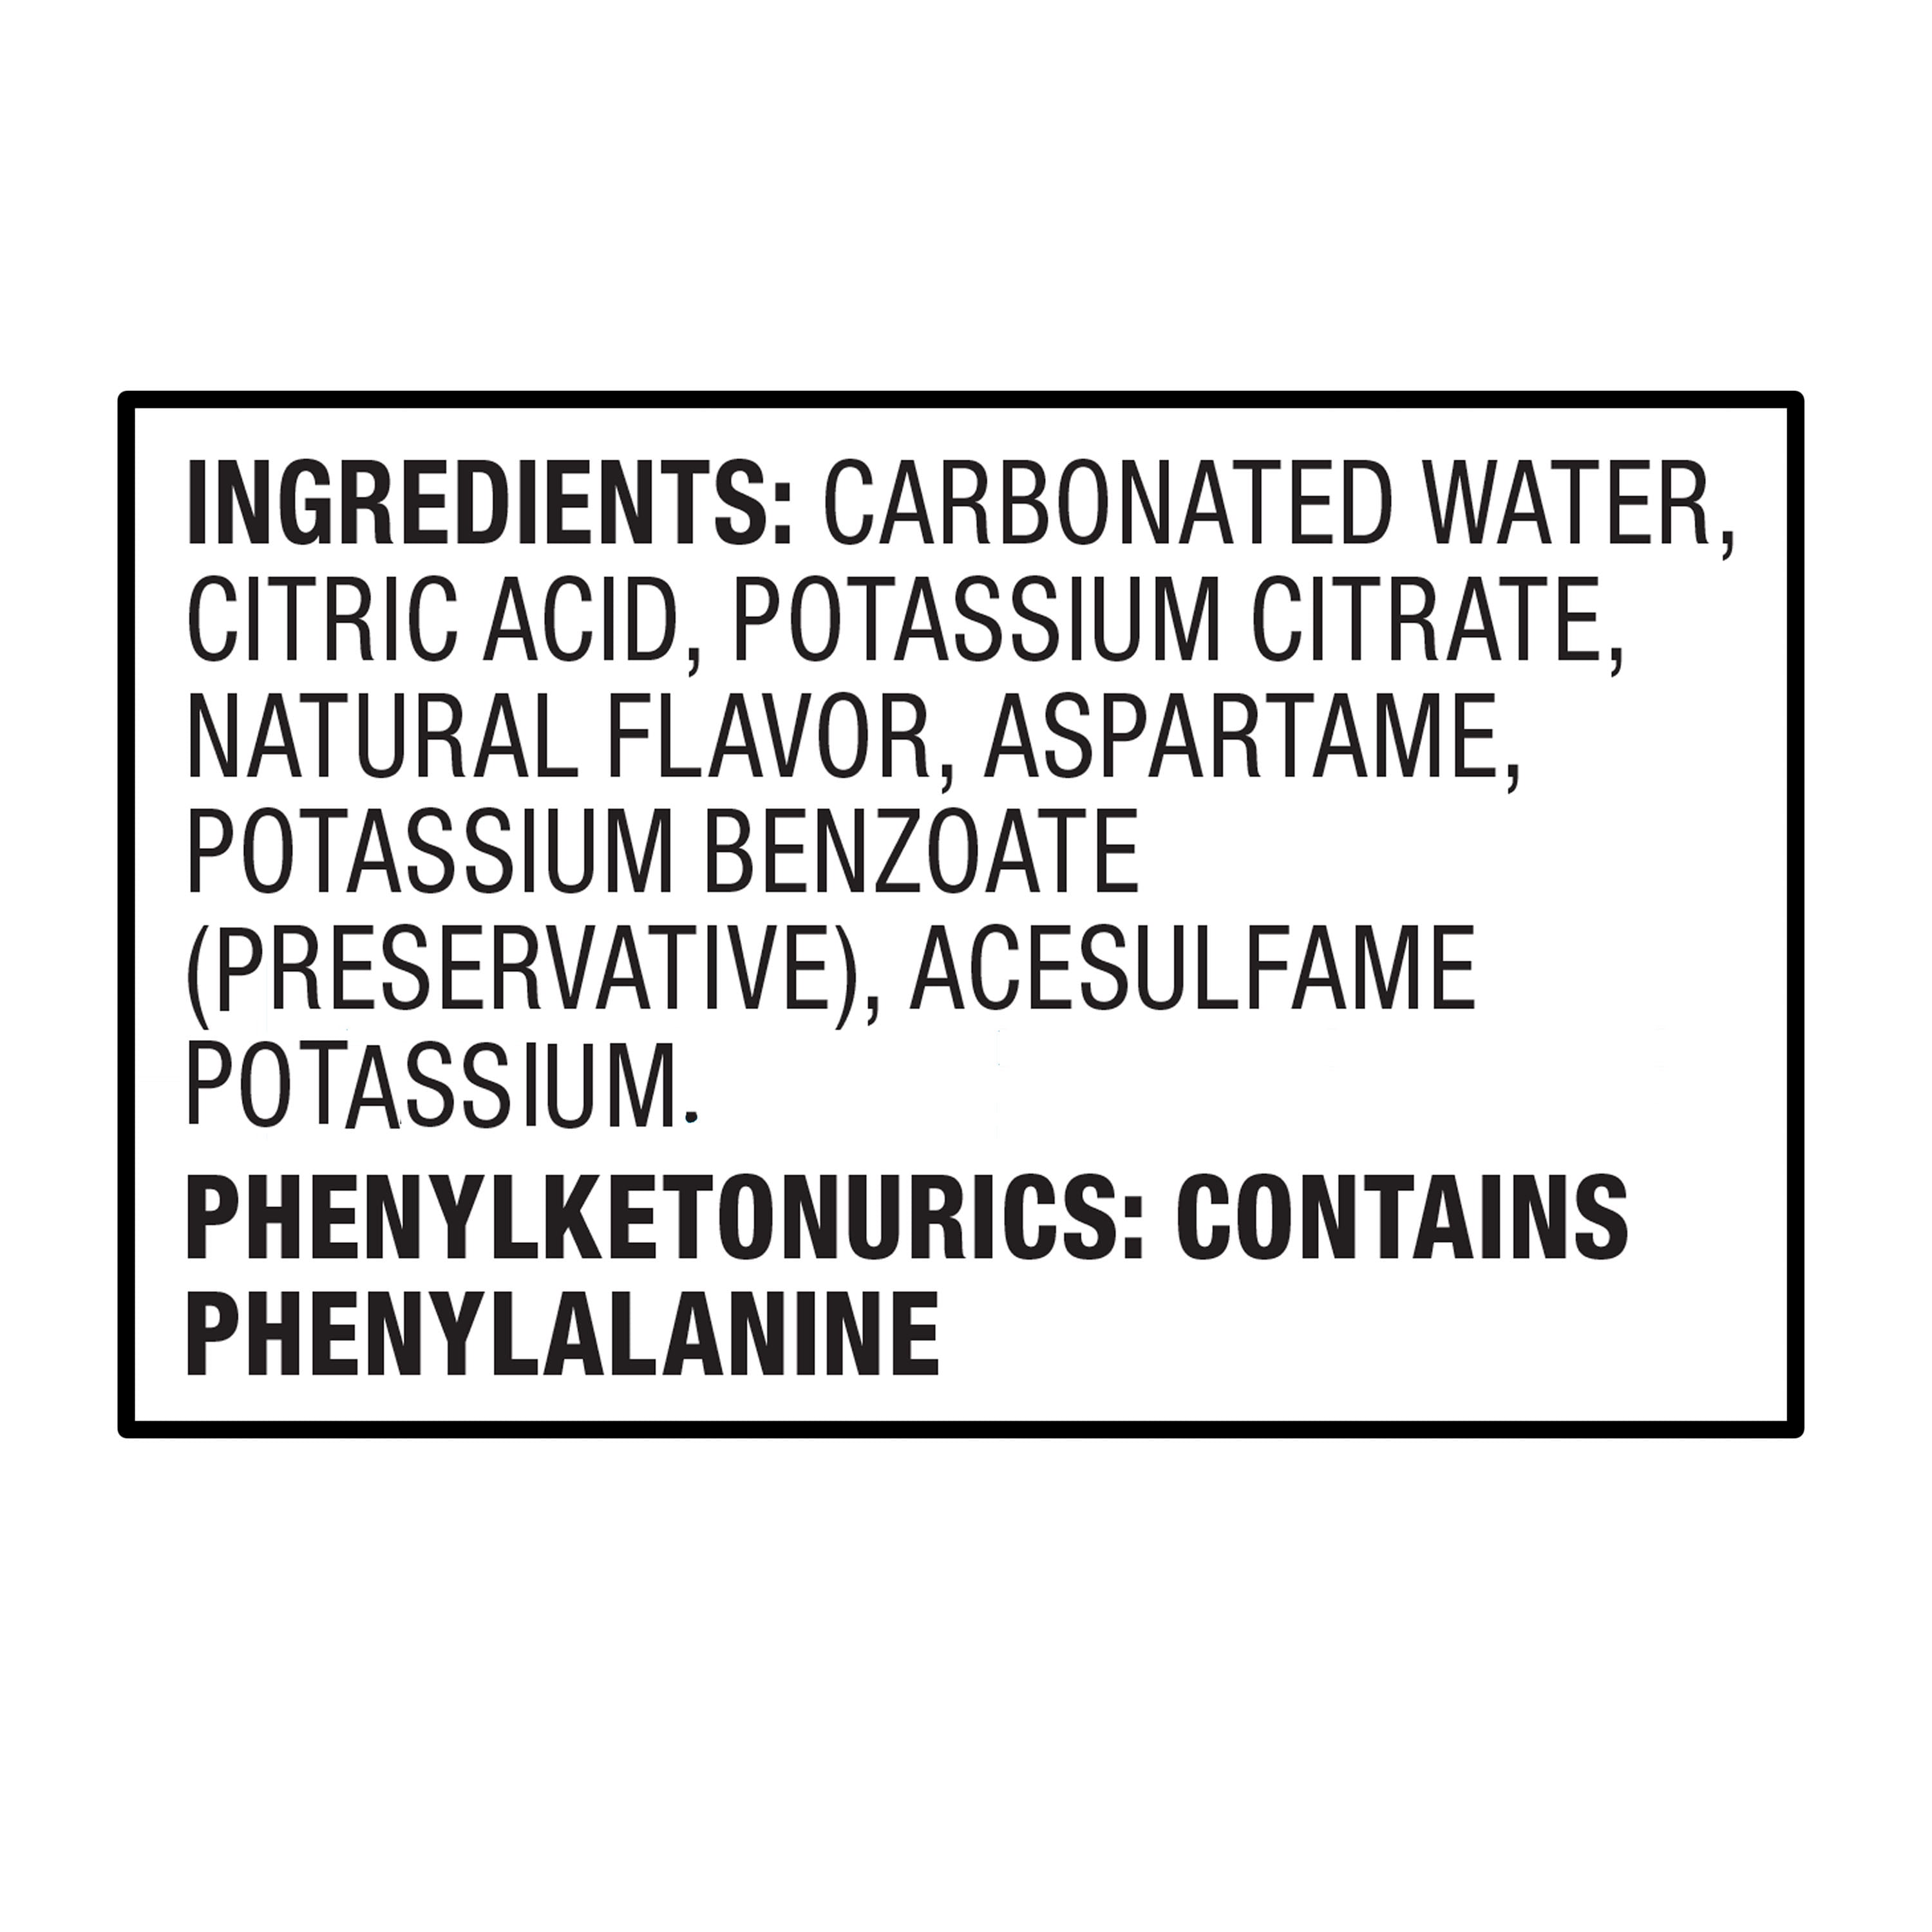 INGREDIENTS: CARBONATED WATER,
CITRIC ACID, POTASSIUM CITRATE,
NATURAL FLAVOR, ASPARTAME,
POTASSIUM BENZOATE
(PRESERVATIVE), ACESULFAME
POTASSIUM.
PHENYLKETONURICS: CONTAINS
PHENYLALANINE